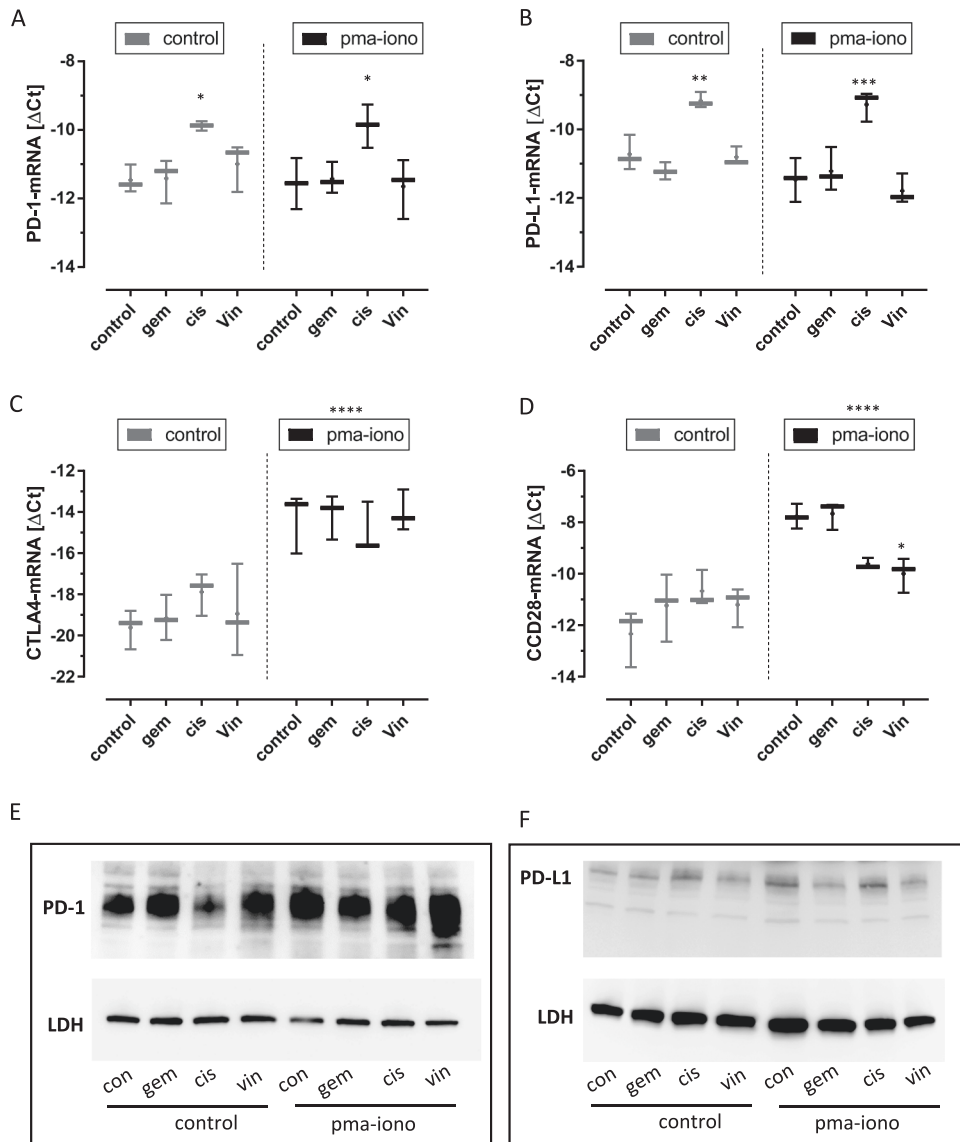 A
control
pma-iono
PD-1-mRNA [ΔCt]
-8
-10
-12
-14
*
*
control
gem
cis
Vin
control
gem
cis
Vin
B
control
pma-iono
PD-L1-mRNA [ΔCt]
-8
-10
-12
-14
**
***
control
gem
cis
Vin
control
gem
cis
Vin
C
****
control
pma-iono
CTLA4-mRNA [ΔCt]
-12
-14
-16
-18
-20
-22
control
gem
cis
Vin
control
gem
cis
Vin
D
****
control
pma-iono
CCD28-mRNA [ΔCt]
-6
-8
-10
-12
-14
*
control
gem
cis
Vin
control
gem
cis
Vin
E
PD-1
LDH
con gem cis vin con gem cis vin
control pma-iono
F
PD-L1
LDH
con gem cis vin con gem cis vin
control pma-iono